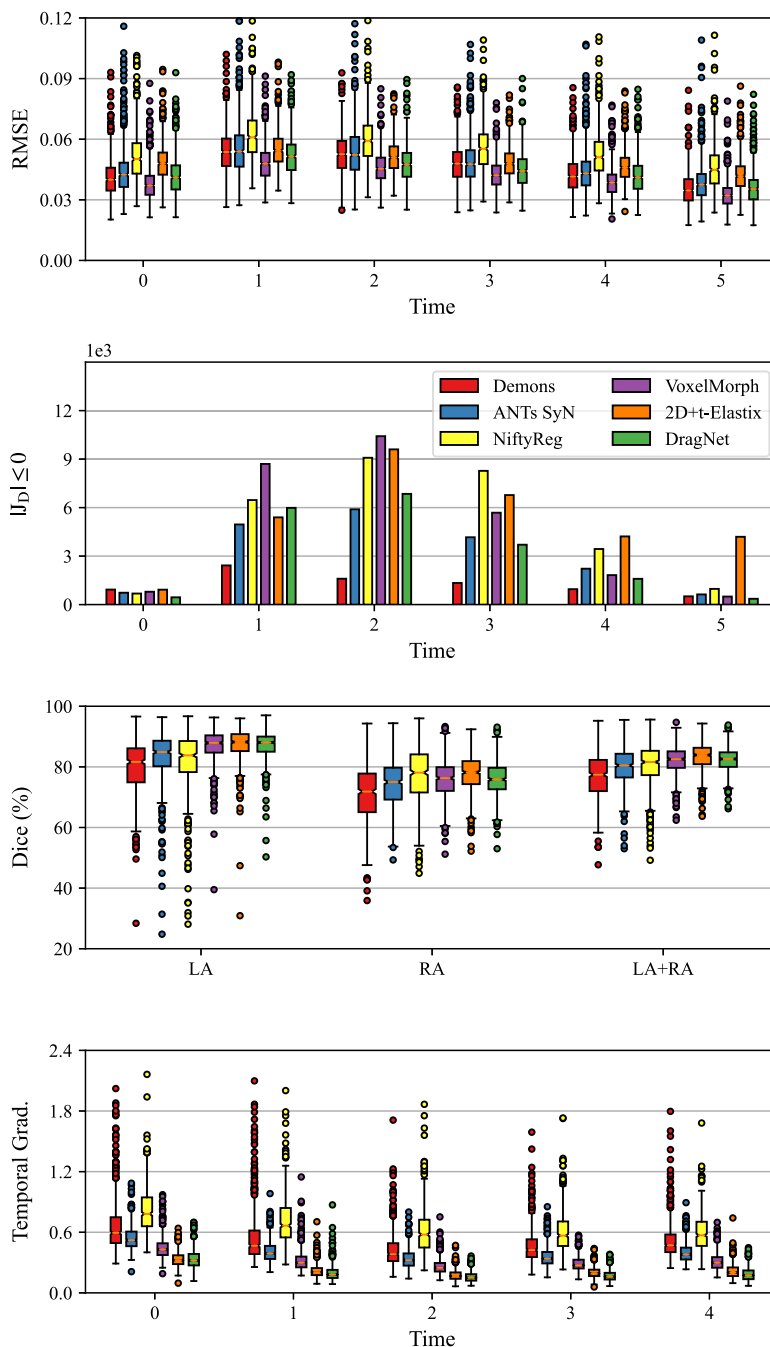 0.12
0.09
0.06
0.03
0.00
RMSE
0 1 2 3 4 5
Time
1e3
12
9
6
3
0
|J_D| ≤ 0
Demons
ANTs SyN
NiftyReg
VoxelMorph
2D+t-Elastix
DragNet
0 1 2 3 4 5
Time
100
80
60
40
20
Dice (%)
LA RA LA+RA
2.4
1.8
1.2
0.6
0.0
Temporal Grad.
0 1 2 3 4
Time